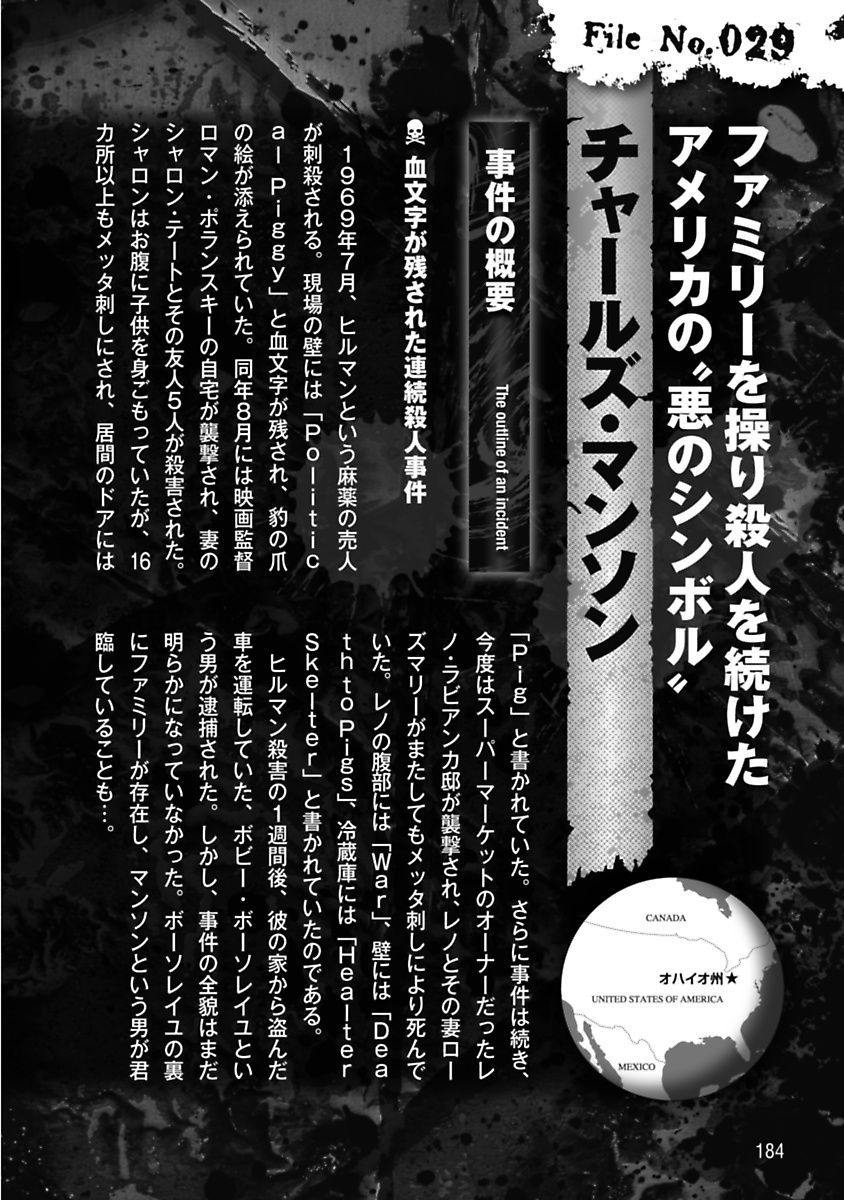 File No.029
ファミリーを操り殺人を続けた
アメリカの〝悪のシンボル〟
チャールズ・マンソン
事件の概要
The outline of an incident
血文字が残された連続殺人事件
1969年7月、ヒルマンという麻薬の売人
が刺殺される。現場の壁には「Politic
al Piggy」と血文字が残され、豹の爪
の絵が添えられていた。同年8月には映画監督
ロマン・ポランスキーの自宅が襲撃され、妻の
シャロン・テートとその友人5人が殺害された。
シャロンはお腹に子供を身ごもっていたが、16
カ所以上もメッタ刺しにされ、居間のドアには
「Pig」と書かれていた。さらに事件は続き、
今度はスーパーマーケットのオーナーだったレ
ノ・ラビアンカ邸が襲撃され、レノとその妻ロー
ズマリーがまたしてもメッタ刺しにより死んで
いた。レノの腹部には「War」、壁には「Dea
th to Pigs」、冷蔵庫には「Healter
Skelter」と書かれていたのである。
ヒルマン殺害の1週間後、彼の家から盗んだ
車を運転していた、ボビー・ボーソレイユとい
う男が逮捕された。しかし、事件の全貌はまだ
明らかになっていなかった。ボーソレイユの裏
にファミリーが存在し、マンソンという男が君
臨していることも…。
CANADA
オハイオ州★
UNITED STATES OF AMERICA
MEXICO
184